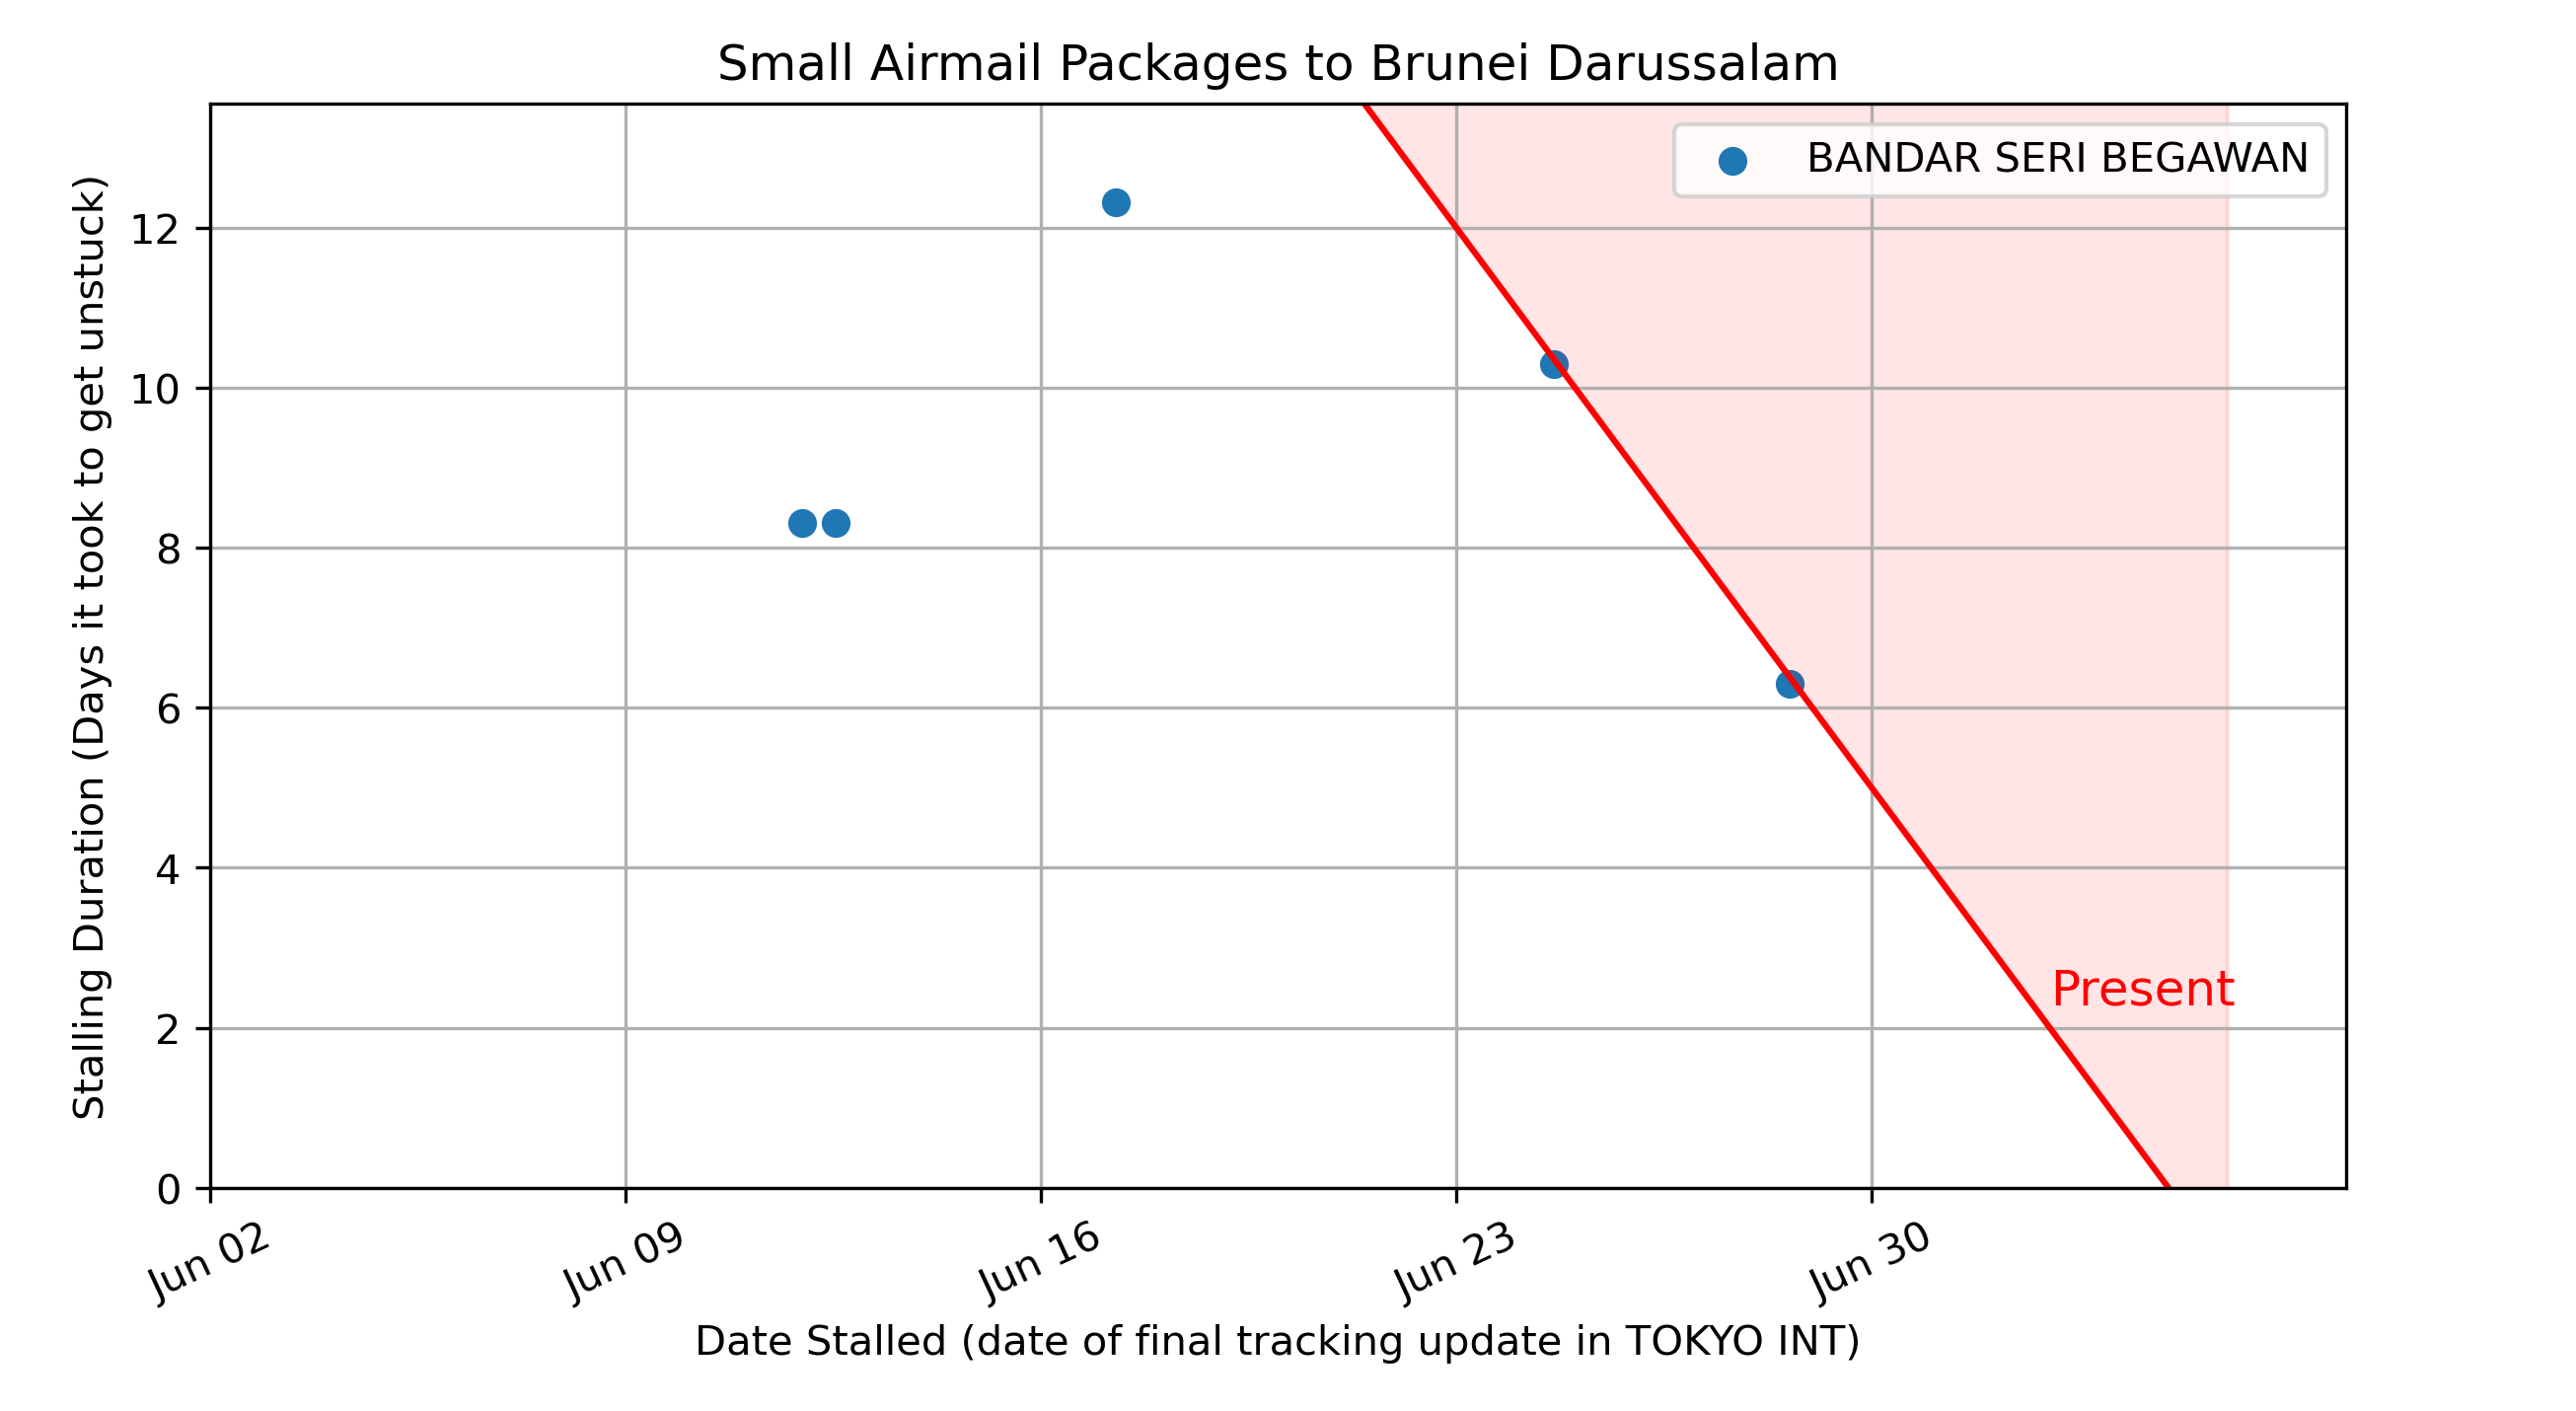 Small Airmail Packages to Brunei Darussalam
BANDAR SERI BEGAWAN
Stalling Duration (Days it took to get unstuck)
12
10
8
6
4
2
0
Present
Jun 02
Jun 09
Jun 16
Jun 23
Jun 30
Date Stalled (date of final tracking update in TOKYO INT)